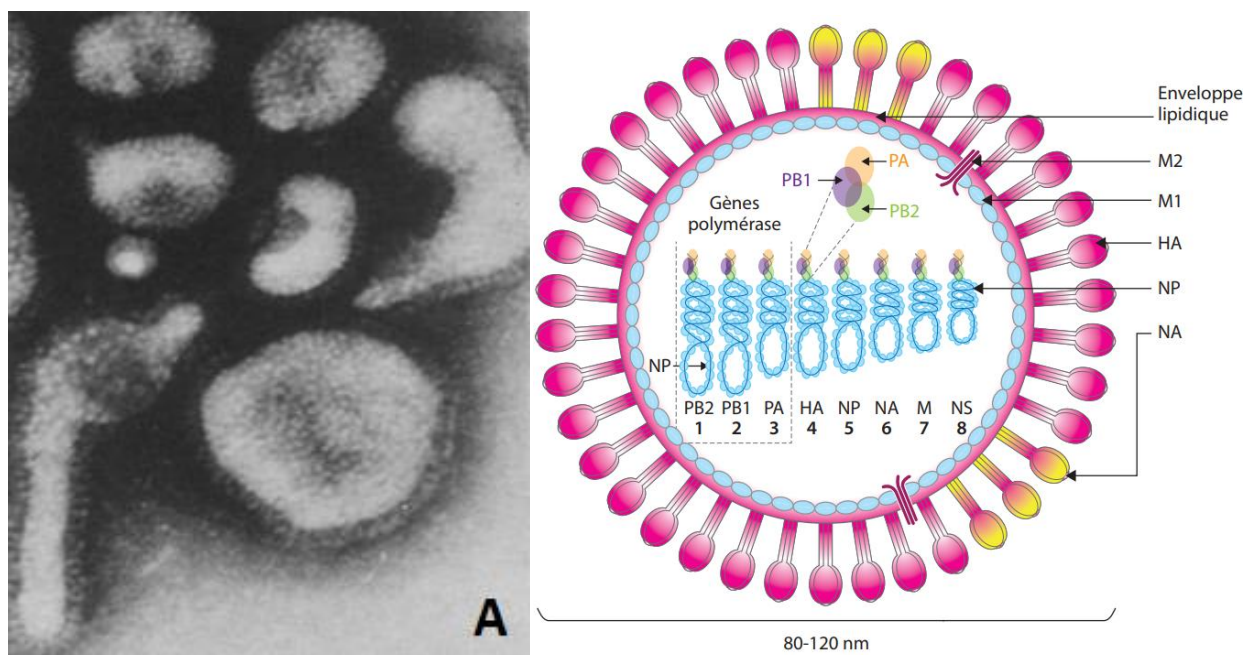 A
Enveloppe
lipidique
M2
M1
HA
NP
NA
PA
PB1
PB2
Gènes
polymérase
NP
PB2 PB1 PA HA NP NA M NS
1 2 3 4 5 6 7 8
80-120 nm